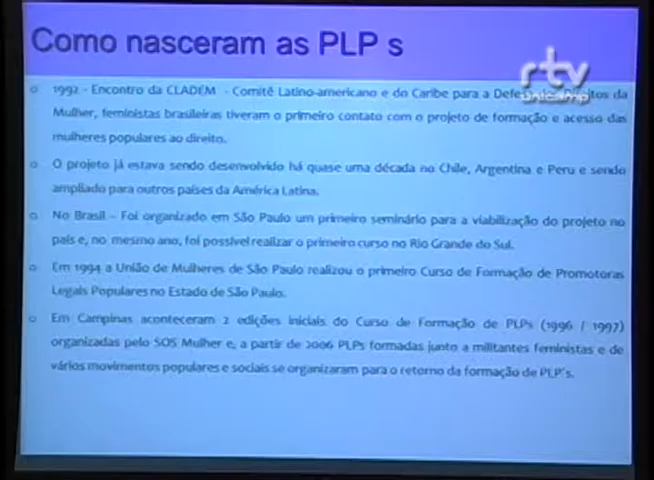 Como nasceram as PLP s
rtv
Unicamp
○ 1992 - Encontro da CLADEM - Comitê Latino-americano e do Caribe para a Defesa dos Direitos da
Mulher, feministas brasileiras tiveram o primeiro contato com o projeto de formação e acesso das
mulheres populares ao direito.
○ O projeto já estava sendo desenvolvido há quase uma década no Chile, Argentina e Peru e sendo
ampliado para outros países da América Latina.
○ No Brasil – Foi organizado em São Paulo um primeiro seminário para a viabilização do projeto no
país e, no mesmo ano, foi possível realizar o primeiro curso no Rio Grande do Sul.
○ Em 1994 a União de Mulheres de São Paulo realizou o primeiro Curso de Formação de Promotoras
Legais Populares no Estado de São Paulo.
○ Em Campinas aconteceram 2 edições iniciais do Curso de Formação de PLPs (1996 / 1997)
organizadas pelo SOS Mulher e, a partir de 2006 PLPs formadas junto a militantes feministas e de
vários movimentos populares e sociais se organizaram para o retorno da formação de PLP´s.